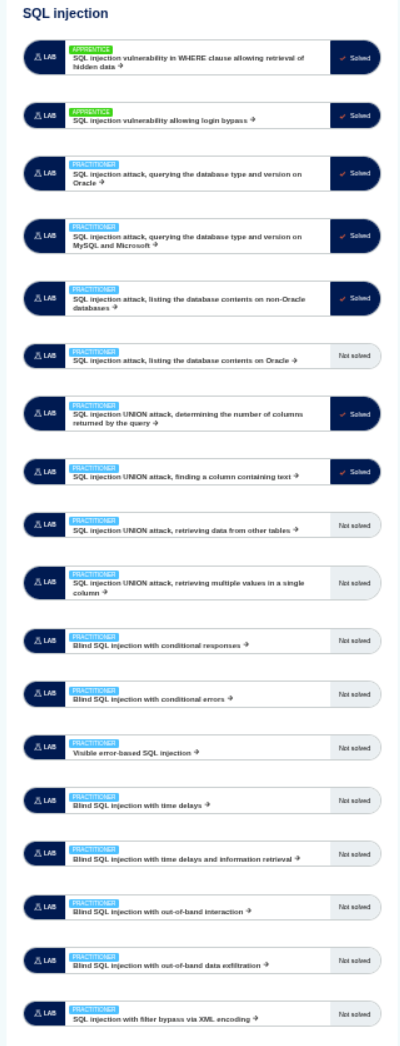 SQL injection
LAB
APPRENTICE
SQL injection vulnerability in WHERE clause allowing retrieval of
hidden data →
✓ Solved
LAB
APPRENTICE
SQL injection vulnerability allowing login bypass →
✓ Solved
LAB
PRACTITIONER
SQL injection attack, querying the database type and version on
Oracle →
✓ Solved
LAB
PRACTITIONER
SQL injection attack, querying the database type and version on
MySQL and Microsoft →
✓ Solved
LAB
PRACTITIONER
SQL injection attack, listing the database contents on non-Oracle
databases →
✓ Solved
LAB
PRACTITIONER
SQL injection attack, listing the database contents on Oracle →
Not solved
LAB
PRACTITIONER
SQL injection UNION attack, determining the number of columns
returned by the query →
✓ Solved
LAB
PRACTITIONER
SQL injection UNION attack, finding a column containing text →
✓ Solved
LAB
PRACTITIONER
SQL injection UNION attack, retrieving data from other tables →
Not solved
LAB
PRACTITIONER
SQL injection UNION attack, retrieving multiple values in a single
column →
Not solved
LAB
PRACTITIONER
Blind SQL injection with conditional responses →
Not solved
LAB
PRACTITIONER
Blind SQL injection with conditional errors →
Not solved
LAB
PRACTITIONER
Visible error-based SQL injection →
Not solved
LAB
PRACTITIONER
Blind SQL injection with time delays →
Not solved
LAB
PRACTITIONER
Blind SQL injection with time delays and information retrieval →
Not solved
LAB
PRACTITIONER
Blind SQL injection with out-of-band interaction →
Not solved
LAB
PRACTITIONER
Blind SQL injection with out-of-band data exfiltration →
Not solved
LAB
PRACTITIONER
SQL injection with filter bypass via XML encoding →
Not solved